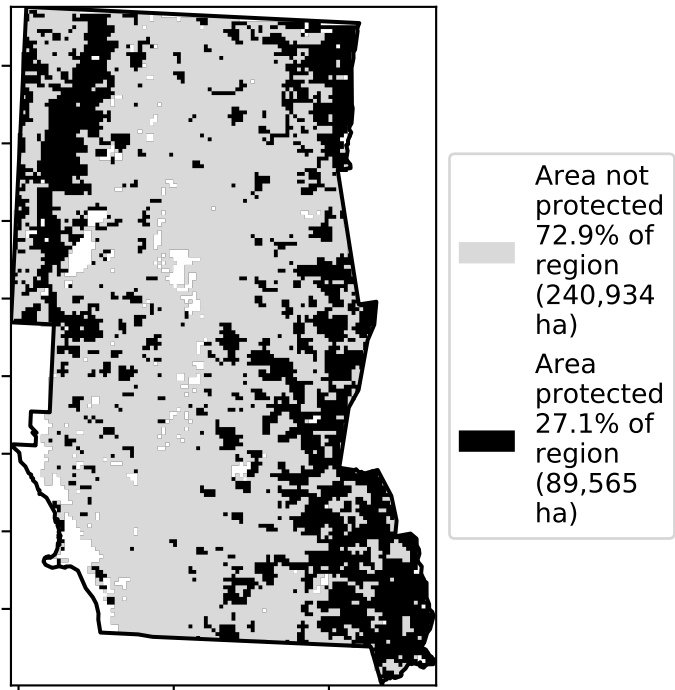 Area not
protected
72.9% of
region
(240,934
ha)
Area
protected
27.1% of
region
(89,565
ha)